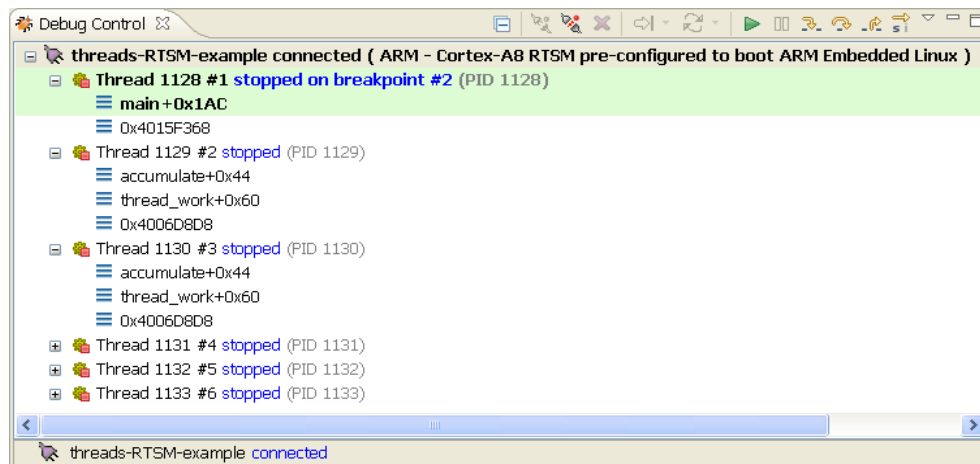 Debug Control
threads-RTSM-example connected ( ARM - Cortex-A8 RTSM pre-configured to boot ARM Embedded Linux )
Thread 1128 #1 stopped on breakpoint #2 (PID 1128)
main+0x1AC
0x4015F368
Thread 1129 #2 stopped (PID 1129)
accumulate+0x44
thread_work+0x60
0x4006D8D8
Thread 1130 #3 stopped (PID 1130)
accumulate+0x44
thread_work+0x60
0x4006D8D8
Thread 1131 #4 stopped (PID 1131)
Thread 1132 #5 stopped (PID 1132)
Thread 1133 #6 stopped (PID 1133)
threads-RTSM-example connected